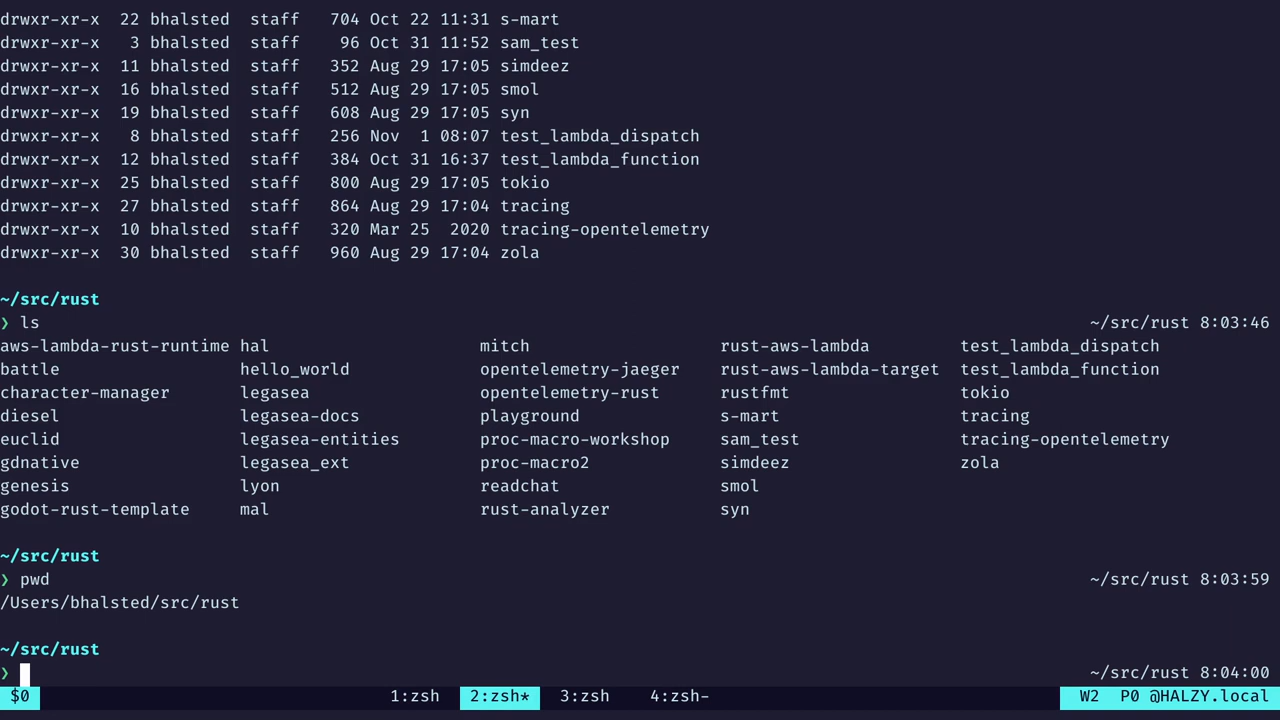 drwxr-xr-x  22 bhalsted  staff   704 Oct 22 11:31 s-mart
drwxr-xr-x   3 bhalsted  staff    96 Oct 31 11:52 sam_test
drwxr-xr-x  11 bhalsted  staff   352 Aug 29 17:05 simdeez
drwxr-xr-x  16 bhalsted  staff   512 Aug 29 17:05 smol
drwxr-xr-x  19 bhalsted  staff   608 Aug 29 17:05 syn
drwxr-xr-x   8 bhalsted  staff   256 Nov  1 08:07 test_lambda_dispatch
drwxr-xr-x  12 bhalsted  staff   384 Oct 31 16:37 test_lambda_function
drwxr-xr-x  25 bhalsted  staff   800 Aug 29 17:05 tokio
drwxr-xr-x  27 bhalsted  staff   864 Aug 29 17:04 tracing
drwxr-xr-x  10 bhalsted  staff   320 Mar 25  2020 tracing-opentelemetry
drwxr-xr-x  30 bhalsted  staff   960 Aug 29 17:04 zola
~/src/rust
❯ ls ~/src/rust 8:03:46
aws-lambda-rust-runtime hal mitch rust-aws-lambda test_lambda_dispatch
battle hello_world opentelemetry-jaeger rust-aws-lambda-target test_lambda_function
character-manager legasea opentelemetry-rust rustfmt tokio
diesel legasea-docs playground s-mart tracing
euclid legasea-entities proc-macro-workshop sam_test tracing-opentelemetry
gdnative legasea_ext proc-macro2 simdeez zola
genesis lyon readchat smol
godot-rust-template mal rust-analyzer syn
~/src/rust
❯ pwd ~/src/rust 8:03:59
/Users/bhalsted/src/rust
~/src/rust
❯ ~/src/rust 8:04:00
$0 1:zsh 2:zsh* 3:zsh 4:zsh- W2 P0 @HALZY.local